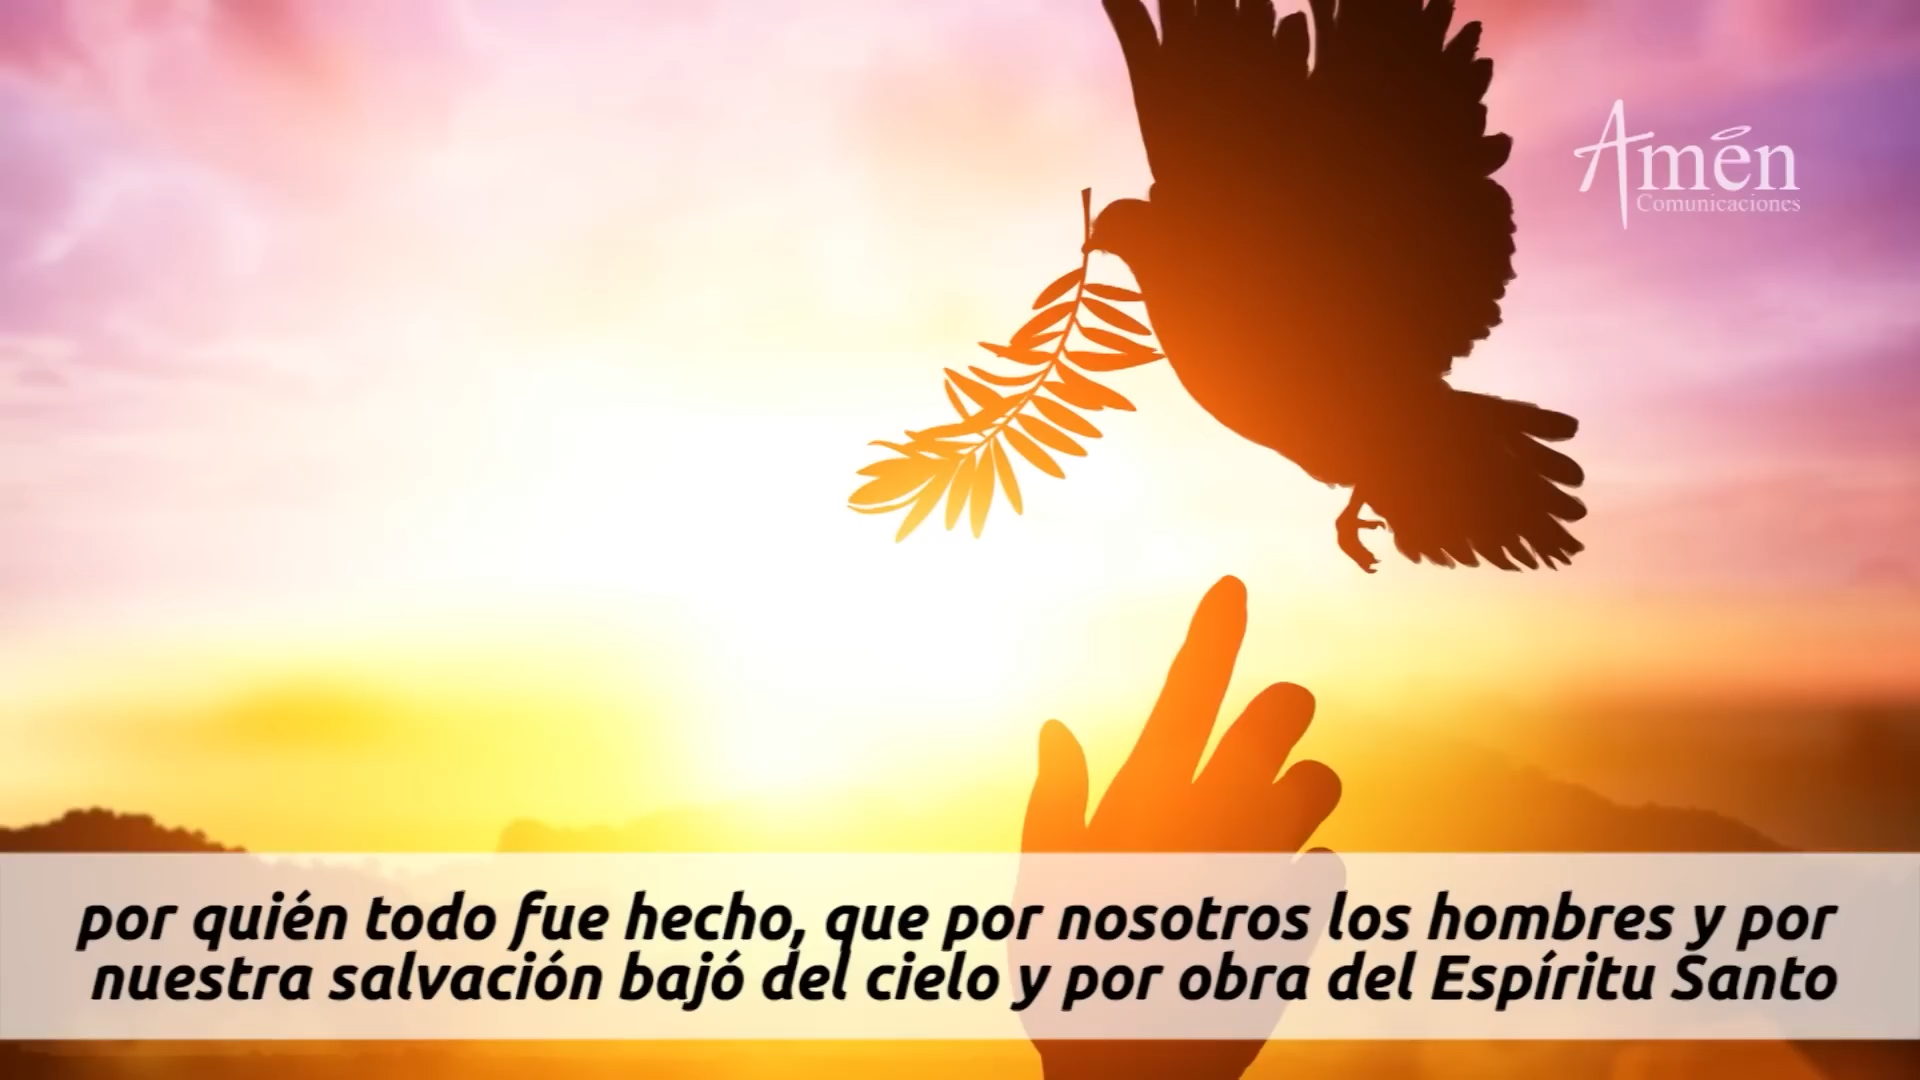 Amén
Comunicaciones
por quién todo fue hecho, que por nosotros los hombres y por
nuestra salvación bajó del cielo y por obra del Espíritu Santo